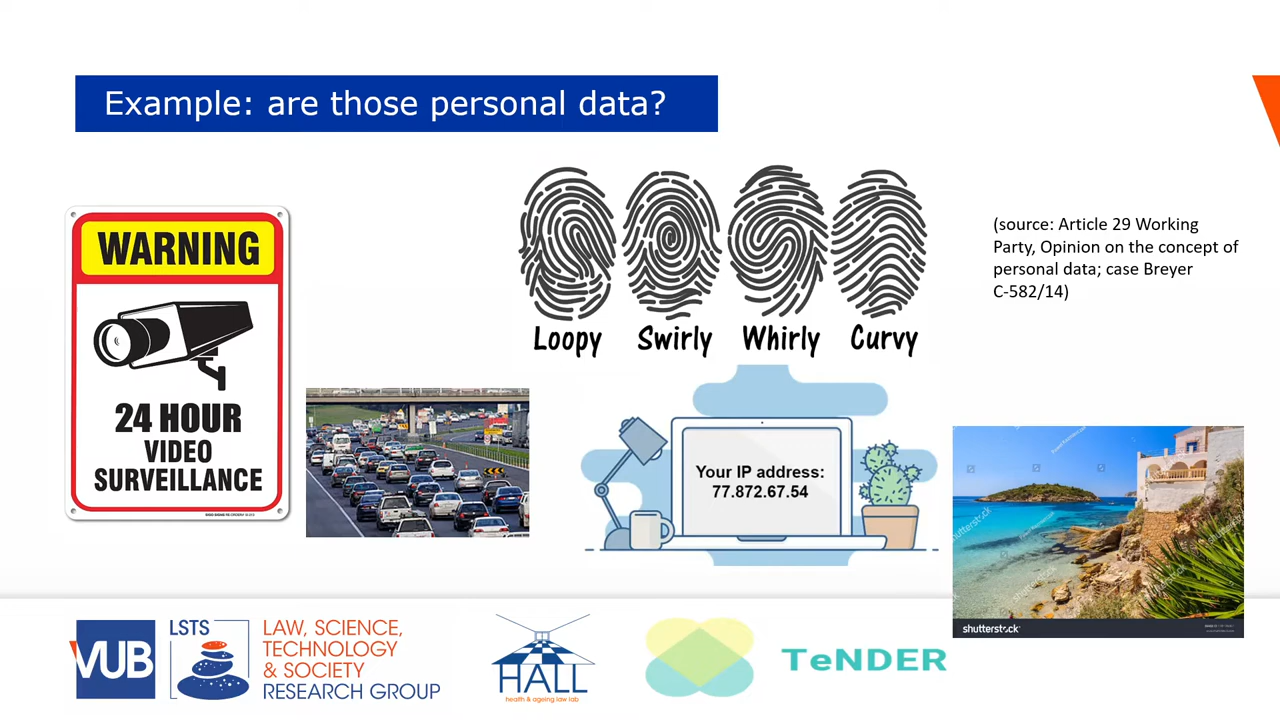 Example: are those personal data?
WARNING
24 HOUR
VIDEO
SURVEILLANCE
Loopy Swirly Whirly Curvy
(source: Article 29 Working
Party, Opinion on the concept of
personal data; case Breyer
C-582/14)
Your IP address:
77.872.67.54
shutterstock
VUB
LSTS
LAW, SCIENCE,
TECHNOLOGY
& SOCIETY
RESEARCH GROUP
HALL
health & ageing law lab
TeNDER